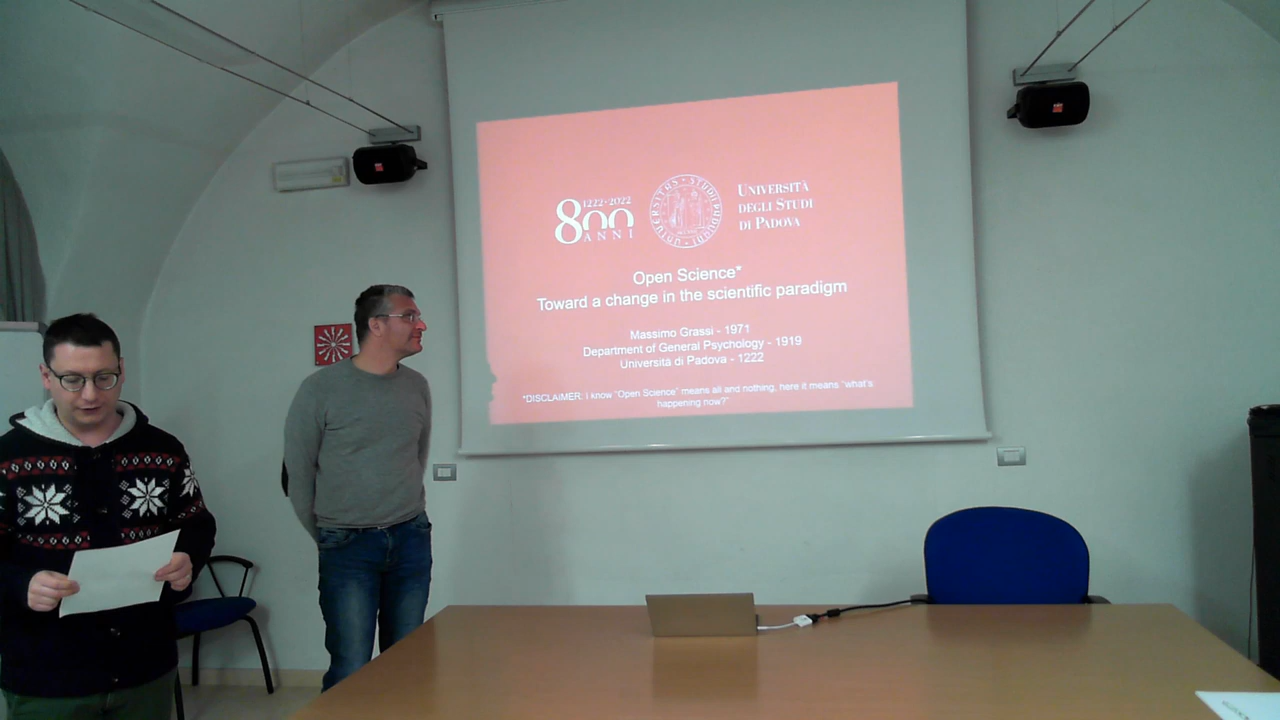 1222·2022
800
ANNI
UNIVERSITÀ
DEGLI STUDI
DI PADOVA
Open Science*
Toward a change in the scientific paradigm
Massimo Grassi - 1971
Department of General Psychology - 1919
Università di Padova - 1222
*DISCLAIMER: I know "Open Science" means all and nothing, here it means "what's
happening now?"